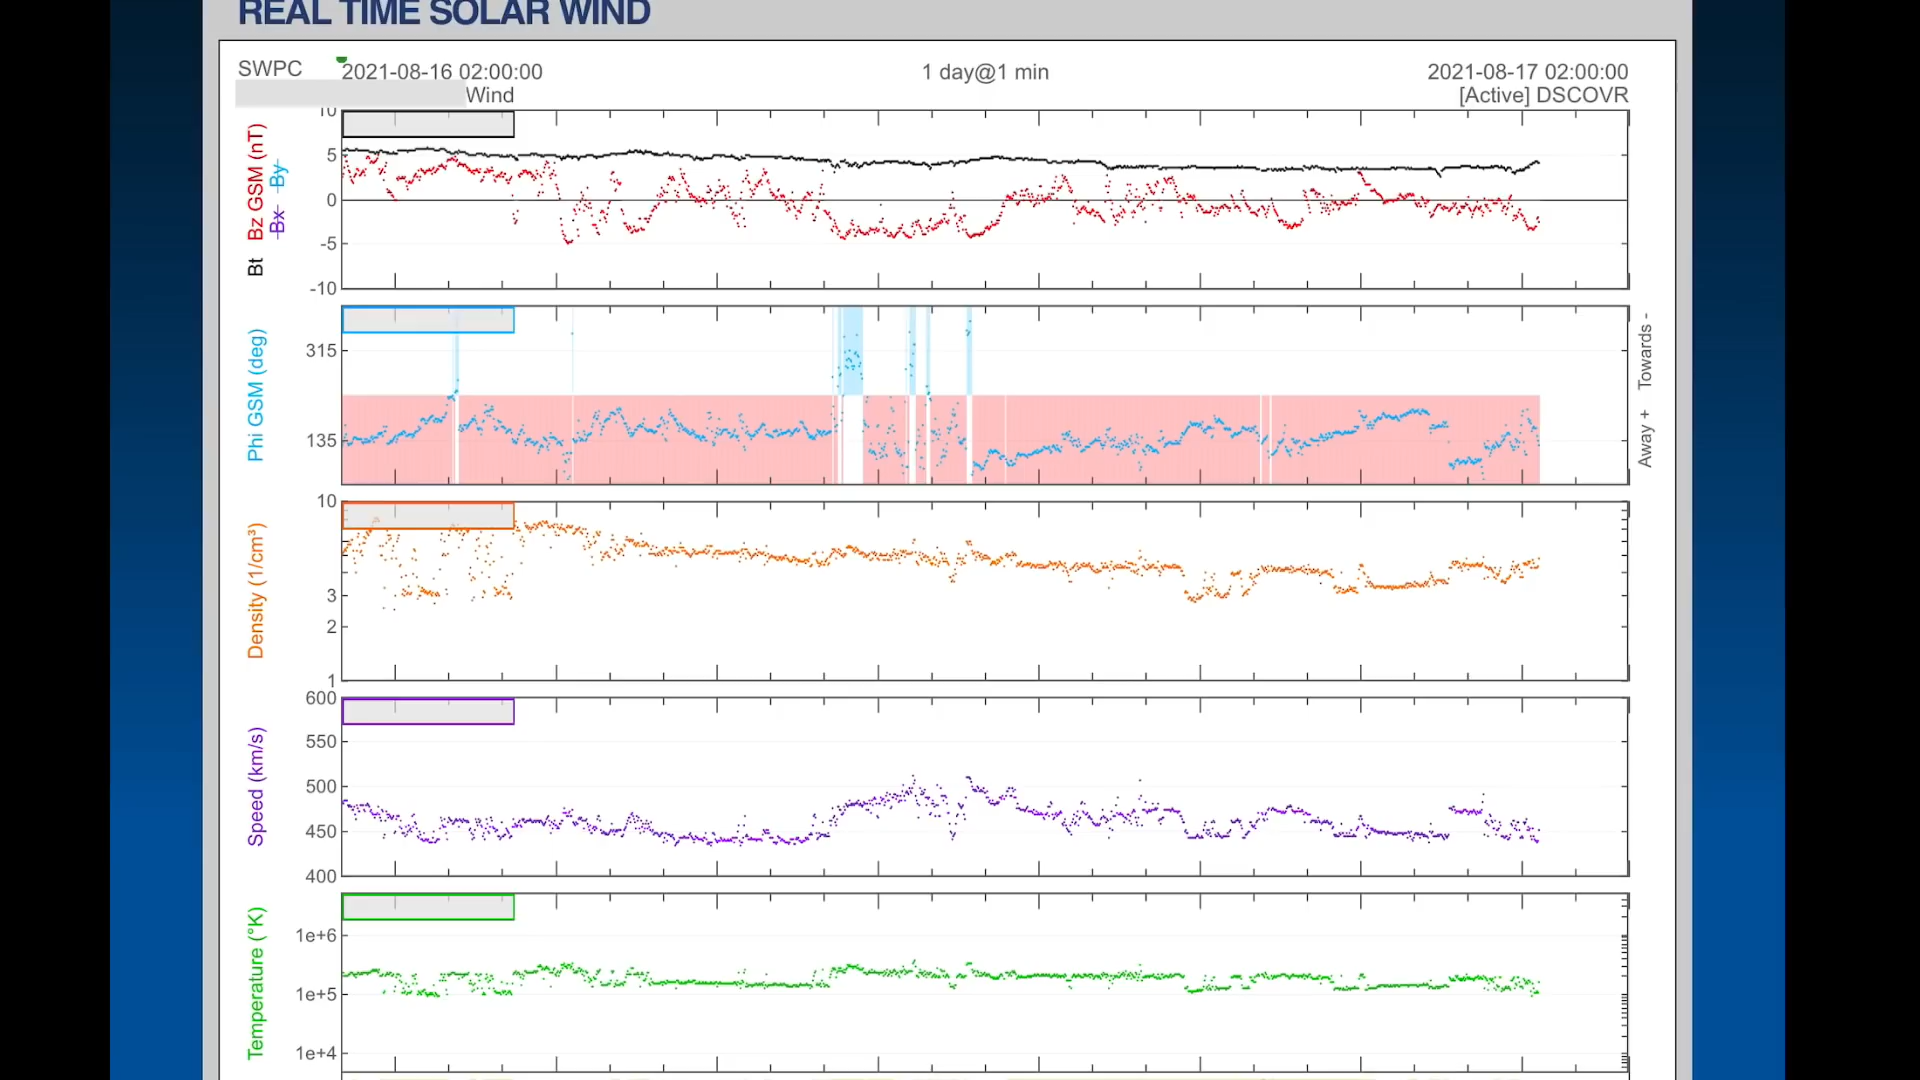 REAL TIME SOLAR WIND
SWPC
2021-08-16 02:00:00
1 day@1 min
2021-08-17 02:00:00
Wind
[Active] DSCOVR
Bt Bz GSM (nT)
Bx By
10
5
0
-5
-10
Phi GSM (deg)
315
135
Towards -
Away +
Density (1/cm³)
10
3
2
1
Speed (km/s)
600
550
500
450
400
Temperature (°K)
1e+6
1e+5
1e+4